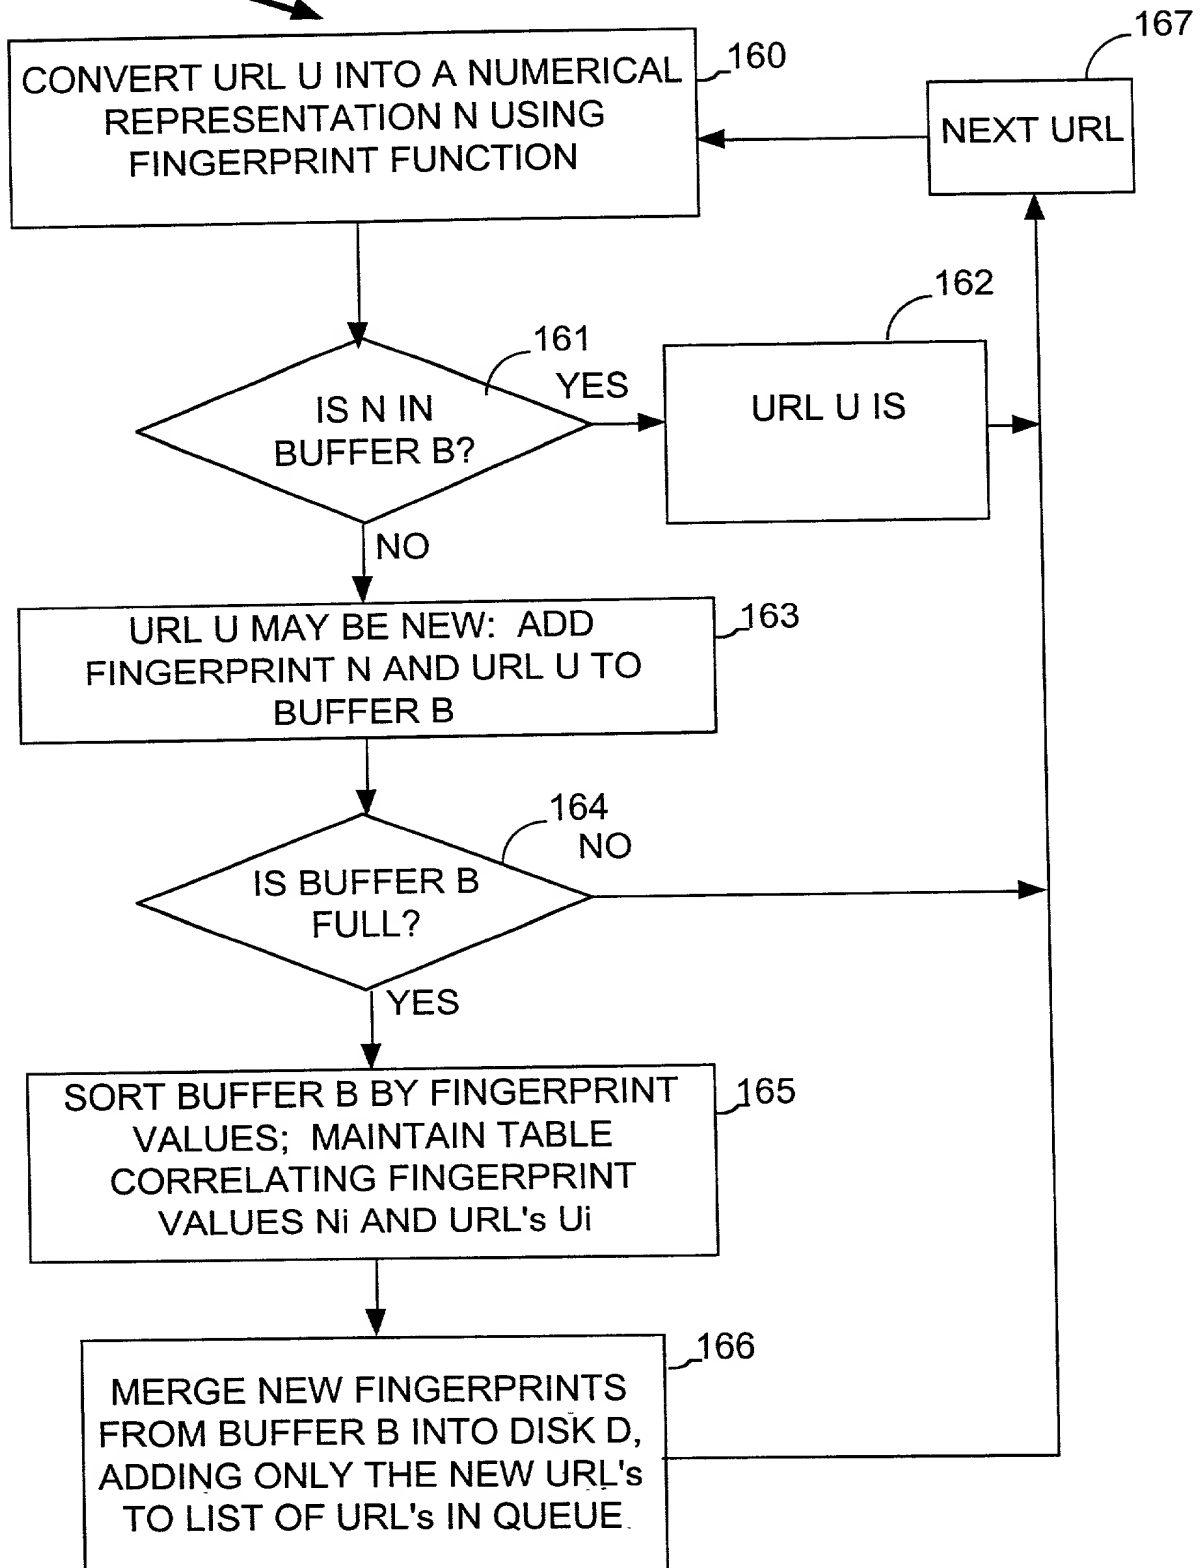 167
160
CONVERT URL U INTO A NUMERICAL
REPRESENTATION N USING
FINGERPRINT FUNCTION
NEXT URL
162
161
YES
IS N IN
BUFFER B?
URL U IS
NO
163
URL U MAY BE NEW: ADD
FINGERPRINT N AND URL U TO
BUFFER B
164
NO
IS BUFFER B
FULL?
YES
165
SORT BUFFER B BY FINGERPRINT
VALUES; MAINTAIN TABLE
CORRELATING FINGERPRINT
VALUES Ni AND URL's Ui
166
MERGE NEW FINGERPRINTS
FROM BUFFER B INTO DISK D,
ADDING ONLY THE NEW URL's
TO LIST OF URL's IN QUEUE.